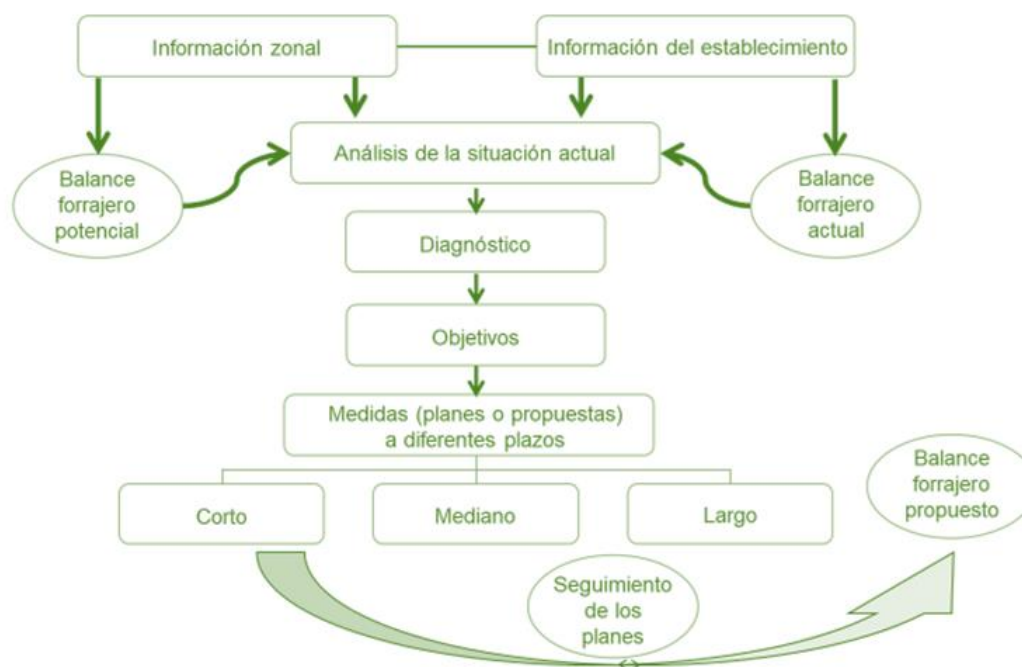 Información zonal
Información del establecimiento
Análisis de la situación actual
Balance
forrajero
potencial
Balance
forrajero
actual
Diagnóstico
Objetivos
Medidas (planes o propuestas)
a diferentes plazos
Corto
Mediano
Largo
Balance
forrajero
propuesto
Seguimiento
de los
planes